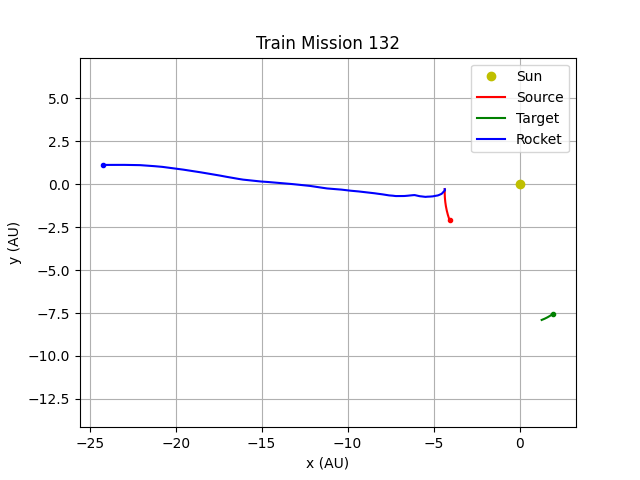 Train Mission 132
Sun
Source
Target
Rocket
5.0
2.5
0.0
−2.5
−5.0
−7.5
−10.0
−12.5
y (AU)
−25
−20
−15
−10
−5
0
x (AU)